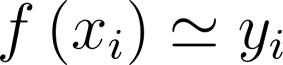 f (xᵢ) ≃ yᵢ